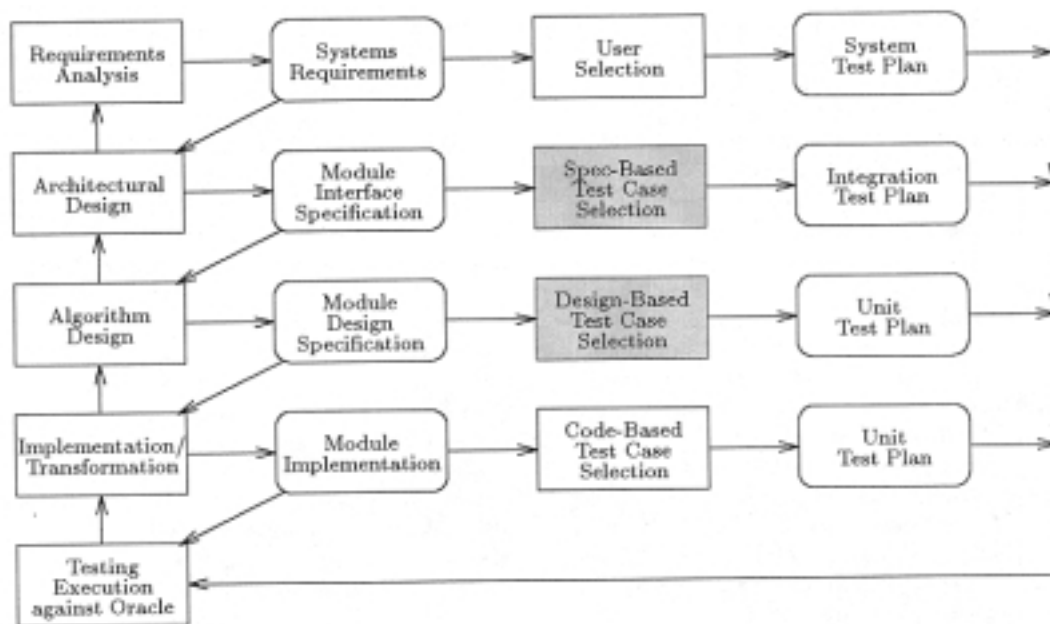 Requirements
Analysis
Systems
Requirements
User
Selection
System
Test Plan
Architectural
Design
Module
Interface
Specification
Spec-Based
Test Case
Selection
Integration
Test Plan
Algorithm
Design
Module
Design
Specification
Design-Based
Test Case
Selection
Unit
Test Plan
Implementation/
Transformation
Module
Implementation
Code-Based
Test Case
Selection
Unit
Test Plan
Testing
Execution
against Oracle